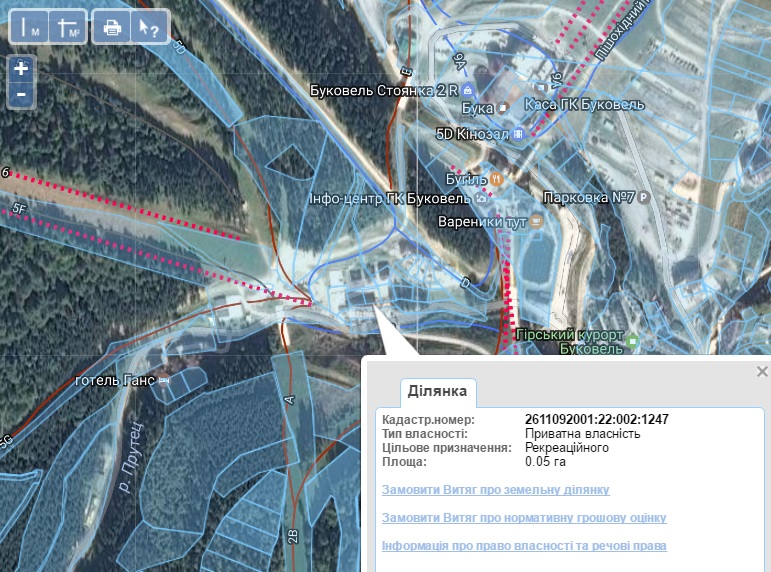 М
М²
?
+
-
5D
E
9A
9A
Пішохідний
Буковель Стоянка 2 R
Бука
Каса ГК Буковель
5D Кінозал
6
Бугіль
5F
Інфо-центр ГК Буковель
Парковка №7
P
Вареники тут
D
Гірський курорт
Буковель
готель Ганс
A
5G
р. Прутец
2B
Ділянка
Кадастр.номер: 2611092001:22:002:1247
Тип власності: Приватна власність
Цільове призначення: Рекреаційного
Площа: 0.05 га
Замовити Витяг про земельну ділянку
Замовити Витяг про нормативну грошову оцінку
Інформація про право власності та речові права